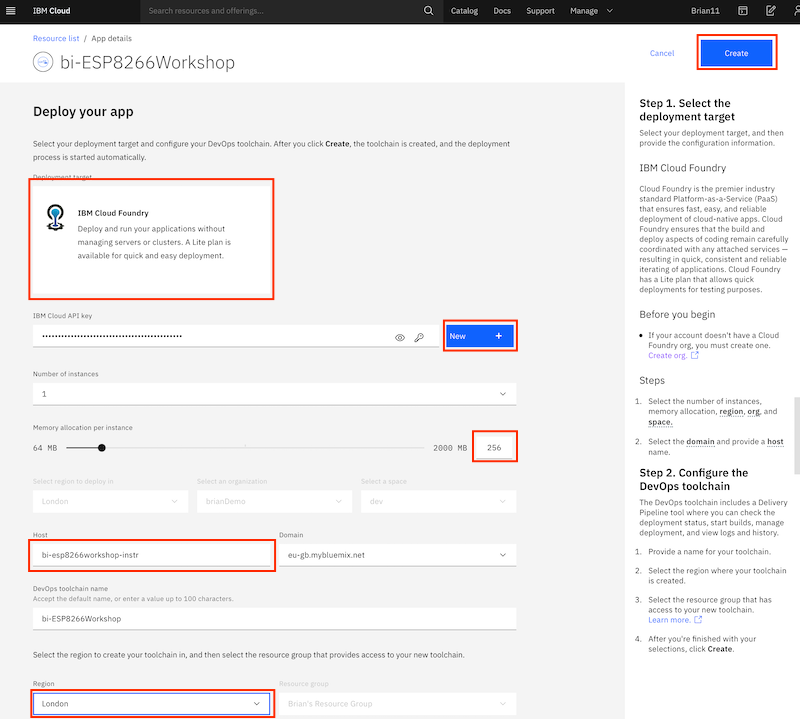 IBM Cloud
Search resources and offerings...
Catalog
Docs
Support
Manage
Brian11
Resource list / App details
bi-ESP8266Workshop
Cancel
Create
Deploy your app
Select your deployment target and configure your DevOps toolchain. After you click Create, the toolchain is created, and the deployment
process is started automatically.
Deployment target
IBM Cloud Foundry
Deploy and run your applications without
managing servers or clusters. A Lite plan is
available for quick and easy deployment.
IBM Cloud API key
••••••••••••••••••••••••••••••••••••••••••••
New +
Number of instances
1
Memory allocation per instance
64 MB
2000 MB
256
Select region to deploy in
Select an organization
Select a space
London
brianDemo
dev
Host
Domain
bi-esp8266workshop-instr
eu-gb.mybluemix.net
DevOps toolchain name
Accept the default name, or enter a value up to 100 characters.
bi-ESP8266Workshop
Select the region to create your toolchain in, and then select the resource group that provides access to your new toolchain.
Region
Resource group
London
Brian's Resource Group
Step 1. Select the
deployment target
Select your deployment target, and then
provide the configuration information.
IBM Cloud Foundry
Cloud Foundry is the premier industry
standard Platform-as-a-Service (PaaS)
that ensures fast, easy, and reliable
deployment of cloud-native apps. Cloud
Foundry ensures that the build and
deploy aspects of coding remain carefully
coordinated with any attached services —
resulting in quick, consistent and reliable
iterating of applications. Cloud Foundry
has a Lite plan that allows quick
deployments for testing purposes.
Before you begin
• If your account doesn't have a Cloud
Foundry org, you must create one.
Create org.
Steps
1. Select the number of instances,
memory allocation, region, org, and
space.
2. Select the domain and provide a host
name.
Step 2. Configure the
DevOps toolchain
The DevOps toolchain includes a Delivery
Pipeline tool where you can check the
deployment status, start builds, manage
deployment, and view logs and history.
1. Provide a name for your toolchain.
2. Select the region where your toolchain
is created.
3. Select the resource group that has
access to your new toolchain.
Learn more.
4. After you're finished with your
selections, click Create.